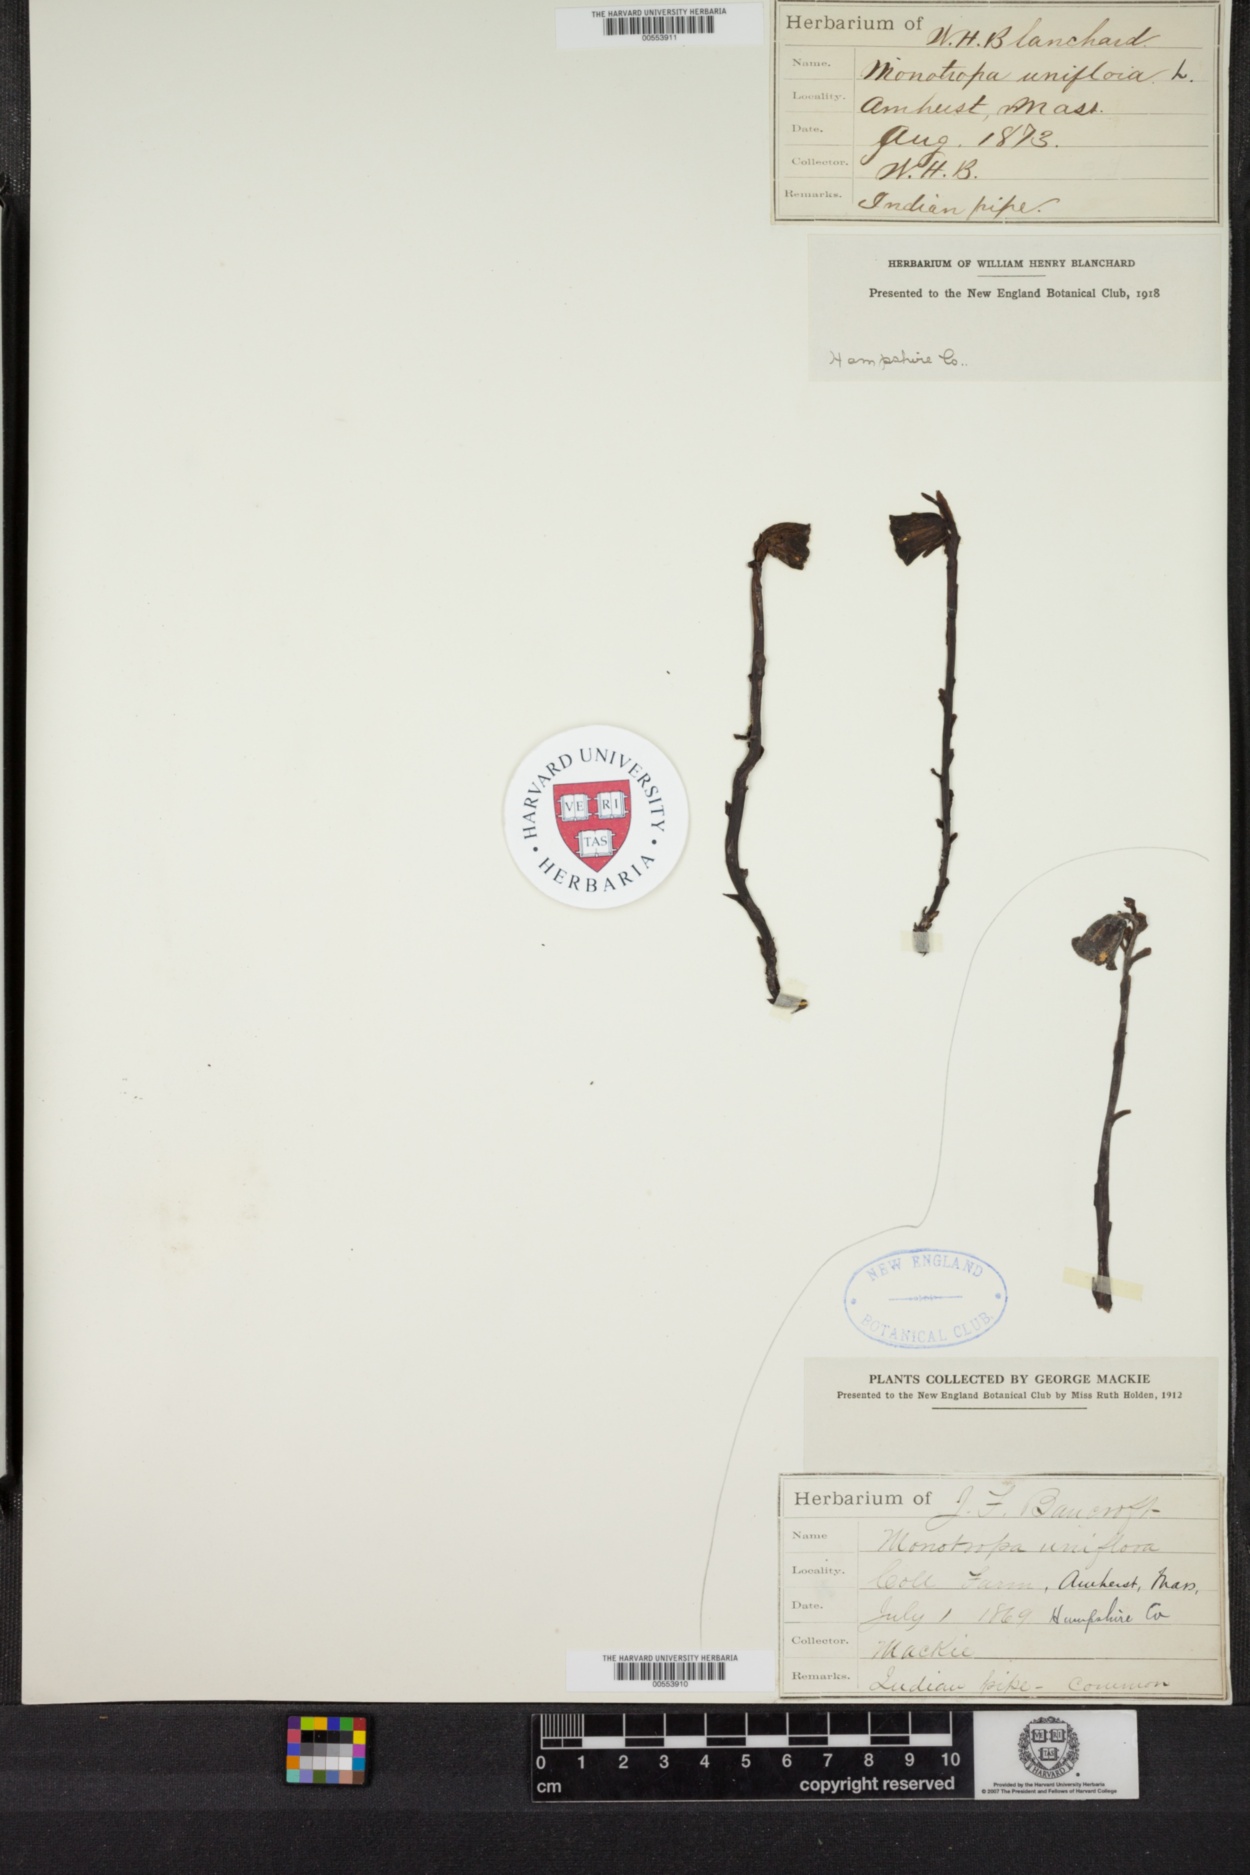 THE HARVARD UNIVERSITY HERBARIA
00553911
Herbarium of W. H. Blanchard.
Name. Monotropa uniflora. L.
Locality. Amherst, Mass.
Date. Aug. 1873.
Collector. W. H. B.
Remarks. Indian pipe.
HERBARIUM OF WILLIAM HENRY BLANCHARD
Presented to the New England Botanical Club, 1918
Hampshire Co..
HARVARD UNIVERSITY
VE RI
TAS
HERBARIA
NEW ENGLAND
BOTANICAL CLUB
PLANTS COLLECTED BY GEORGE MACKIE
Presented to the New England Botanical Club by Miss Ruth Holden, 1912
Herbarium of J. F. Bancroft
Name Monotropa uniflora
Locality. Coll Farm, Amherst, Mass.
Date. July 1 1869 Hampshire Co
Collector. Mackie
Remarks. Indian pipe - Common
THE HARVARD UNIVERSITY HERBARIA
00553910
0 1 2 3 4 5 6 7 8 9 10
cm copyright reserved
VE RI
TAS
HARVARD
Provided by the Harvard University Herbaria
© 2007 The President and Fellows of Harvard College